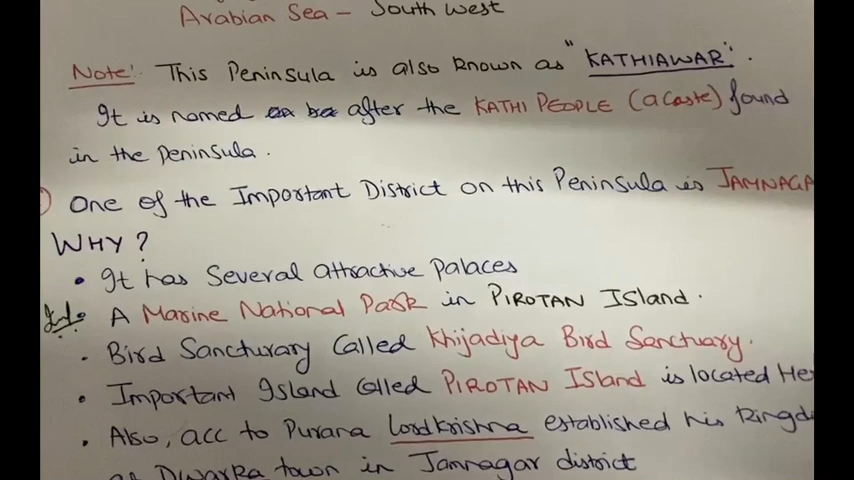 Arabian Sea - South West
Note: This Peninsula is also known as "KATHIAWAR".
It is named after the KATHI PEOPLE (a caste) found
in the peninsula.
One of the Important District on this Peninsula is JAMNAGA
WHY?
• It has Several attractive palaces
A Marine National Park in PIROTAN Island.
• Bird Sancturary Called Khijadiya Bird Sanctuary.
• Important Island Called PIROTAN Island is located He
• Also, acc to Purana Lord krishna established his Kingd
as DWARKA town in Jamnagar district